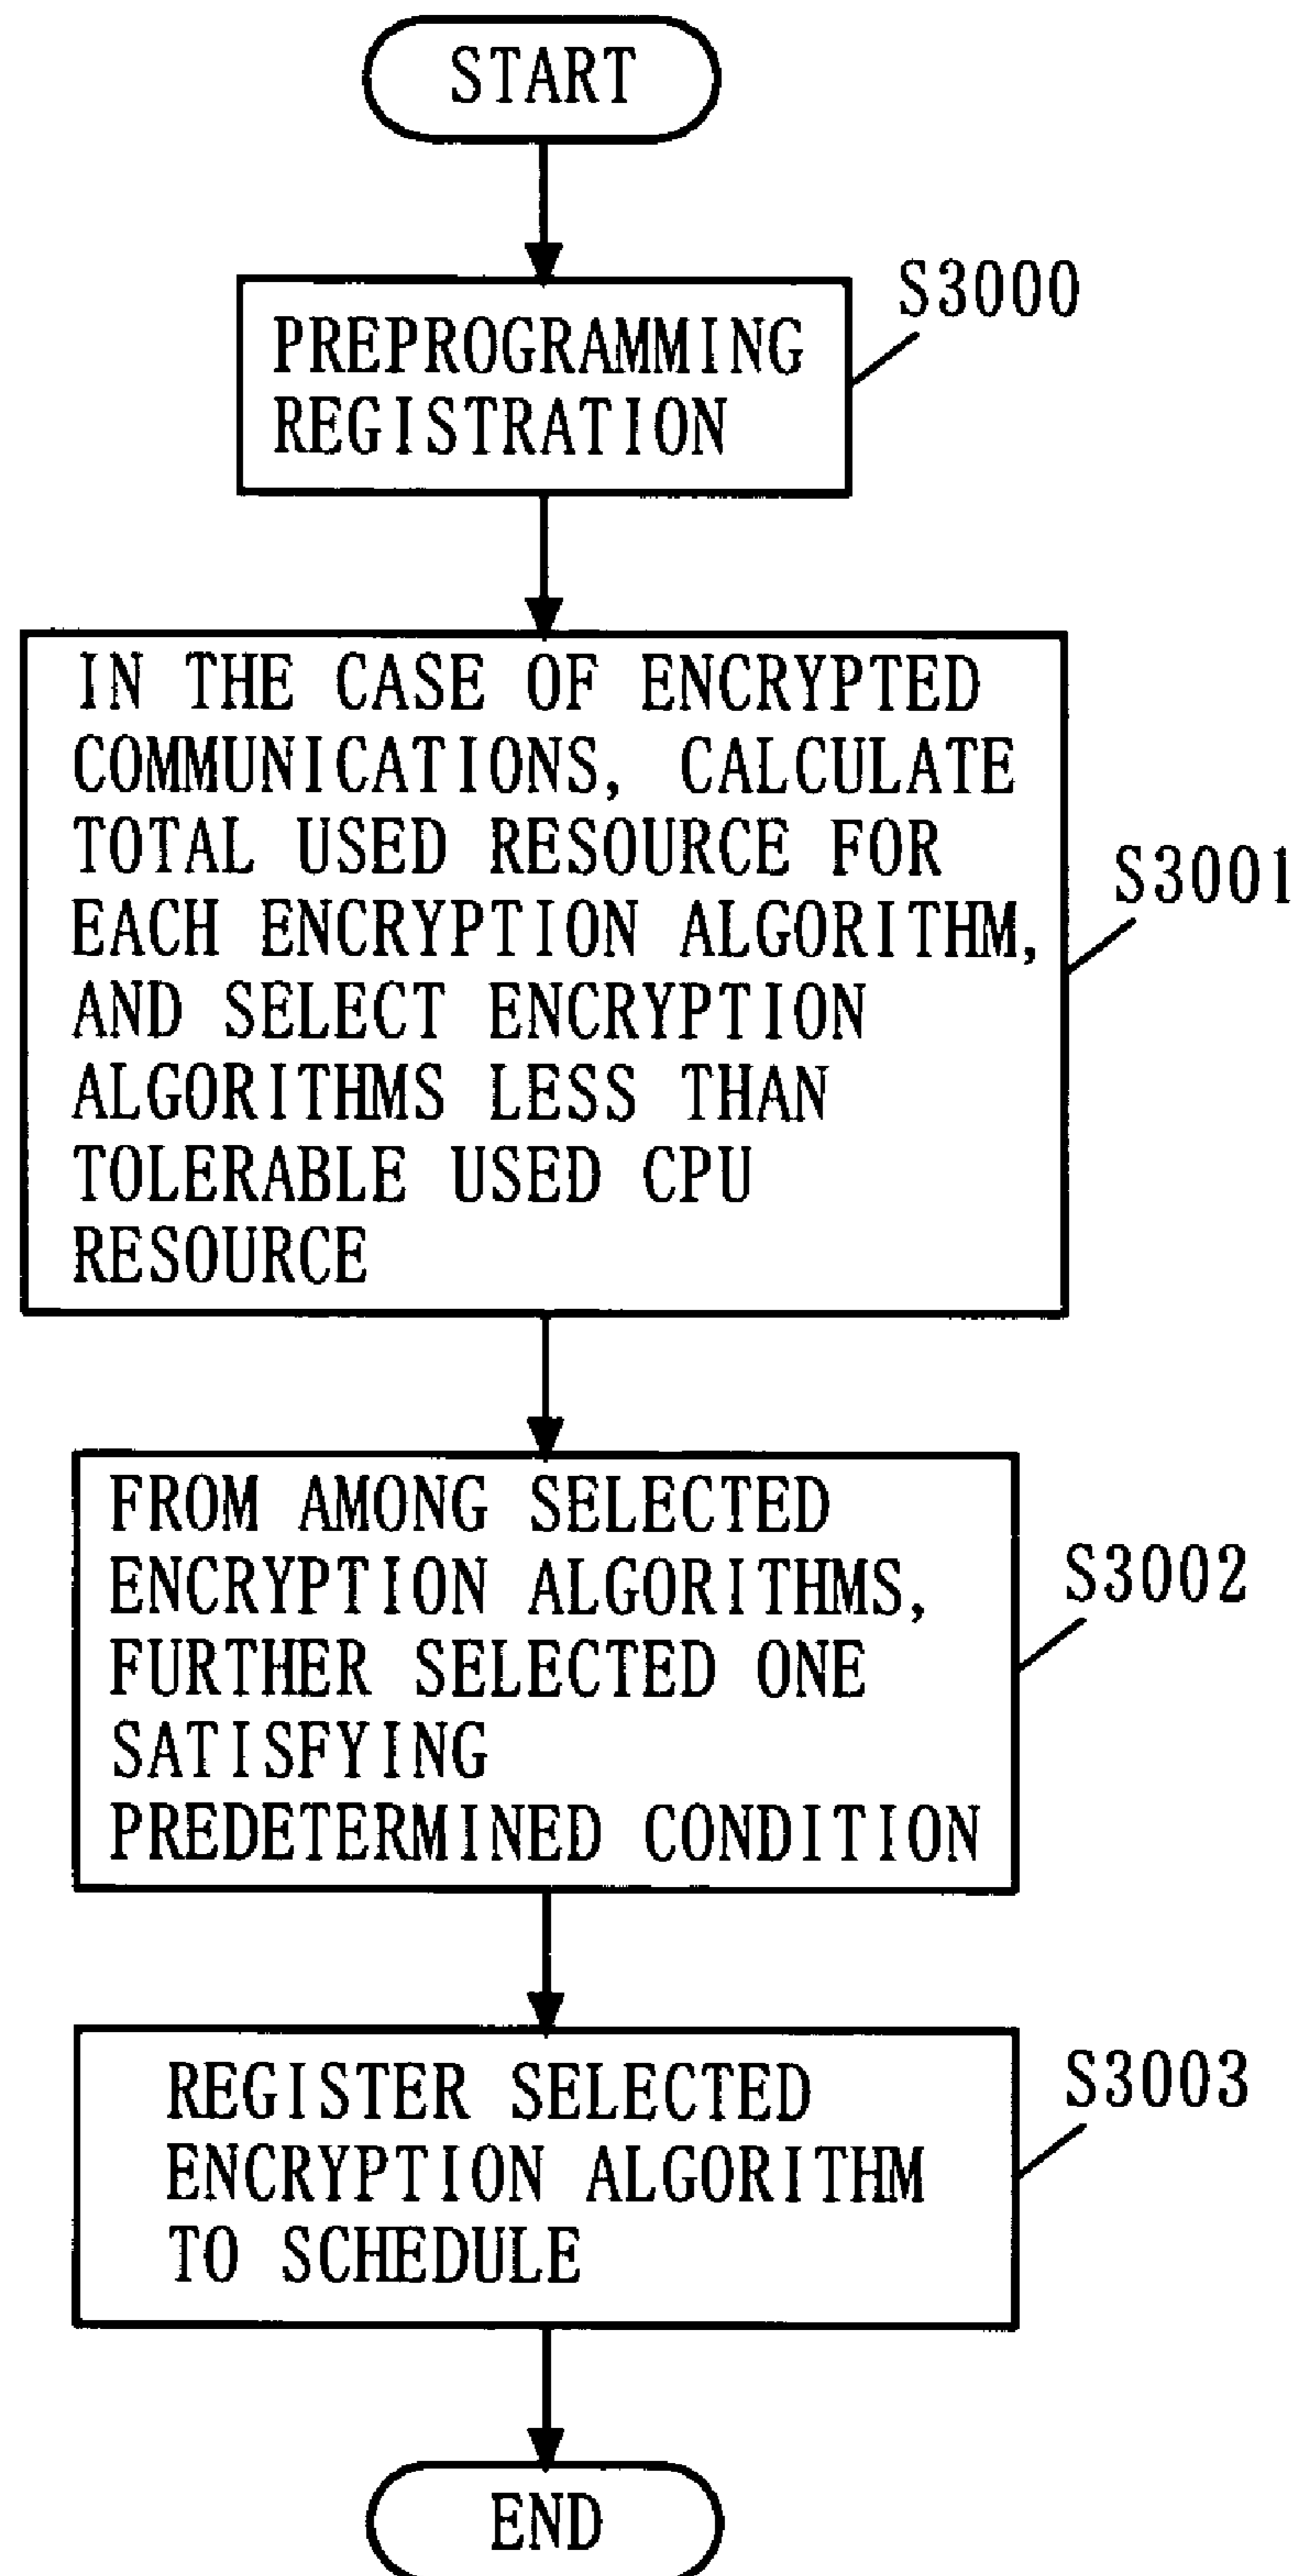 START
S3000
PREPROGRAMMING
REGISTRATION
IN THE CASE OF ENCRYPTED
COMMUNICATIONS, CALCULATE
TOTAL USED RESOURCE FOR
EACH ENCRYPTION ALGORITHM,
AND SELECT ENCRYPTION
ALGORITHMS LESS THAN
TOLERABLE USED CPU
RESOURCE
S3001
FROM AMONG SELECTED
ENCRYPTION ALGORITHMS,
FURTHER SELECTED ONE
SATISFYING
PREDETERMINED CONDITION
S3002
REGISTER SELECTED
ENCRYPTION ALGORITHM
TO SCHEDULE
S3003
END